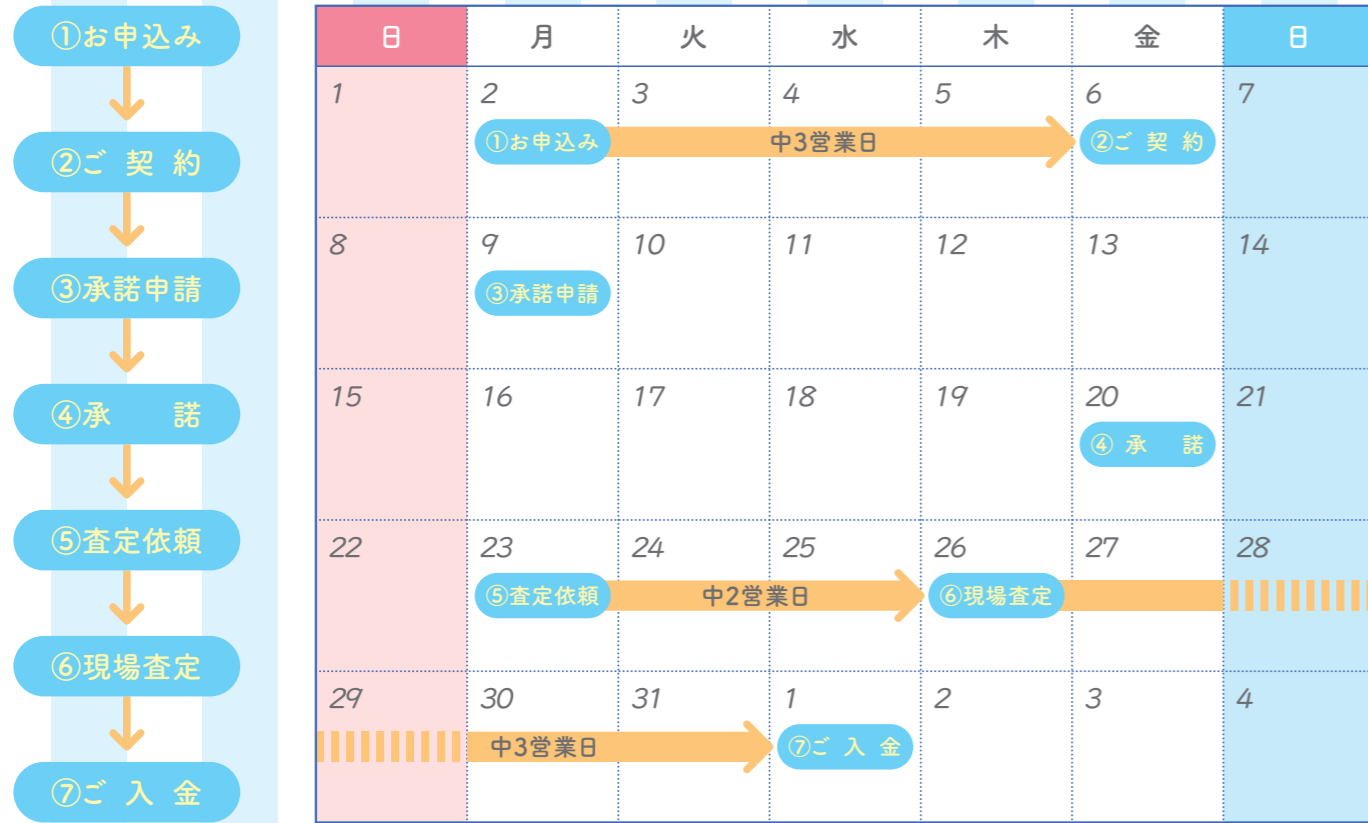 ①お申込み
②ご 契 約
③承諾申請
④承 諾
⑤査定依頼
⑥現場査定
⑦ご 入 金
日 月 火 水 木 金 日
1 2 3 4 5 6 7
①お申込み 中3営業日 ②ご 契 約
8 9 10 11 12 13 14
③承諾申請
15 16 17 18 19 20 21
④ 承 諾
22 23 24 25 26 27 28
⑤査定依頼 中2営業日 ⑥現場査定
29 30 31 1 2 3 4
中3営業日 ⑦ご 入 金